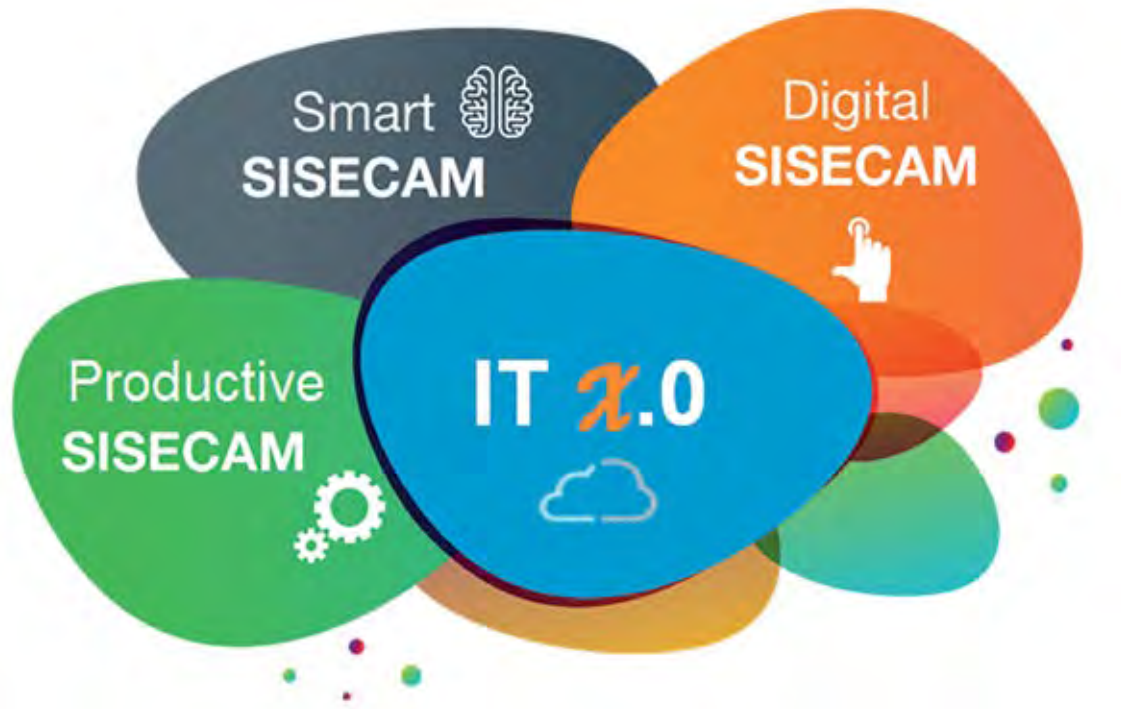 Smart
SISECAM
Digital
SISECAM
Productive
SISECAM
IT x.0